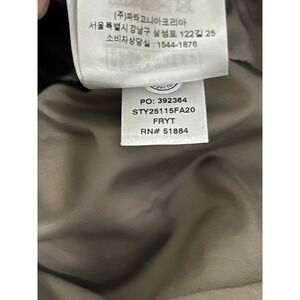 (주)파타고니아코리아
서울특별시 강남구 삼성로 122길 25
소비자상담실 : 1544-1876
PO: 392364
STY25115FA20
FRYT
RN# 51884